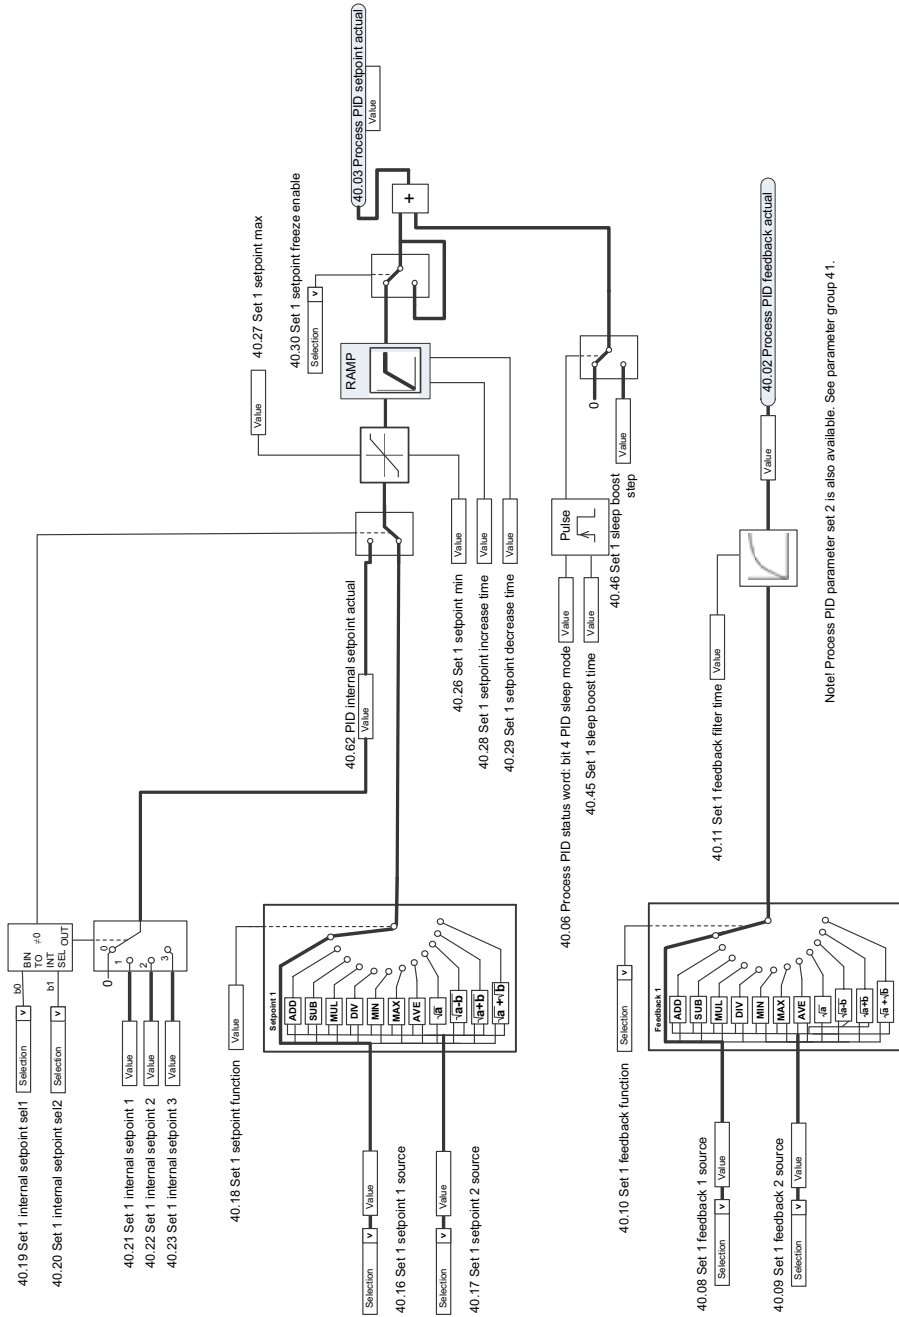 40.19 Set 1 internal setpoint sel1
Selection
v
b0
40.20 Set 1 internal setpoint sel2
Selection
v
b1
BIN
TO
INT
SEL
≠0
OUT
40.21 Set 1 internal setpoint 1
Value
40.22 Set 1 internal setpoint 2
Value
40.23 Set 1 internal setpoint 3
Value
0
0
1
2
3
40.18 Set 1 setpoint function
Value
Setpoint 1
ADD
SUB
MUL
DIV
MIN
MAX
AVE
√a
√a-b
√a+b
√a +√b
40.16 Set 1 setpoint 1 source
Selection
v
Value
40.17 Set 1 setpoint 2 source
Selection
v
Value
40.62 PID internal setpoint actual
Value
40.27 Set 1 setpoint max
Value
40.26 Set 1 setpoint min
Value
40.28 Set 1 setpoint increase time
Value
40.29 Set 1 setpoint decrease time
Value
RAMP
40.30 Set 1 setpoint freeze enable
Selection
v
+
40.03 Process PID setpoint actual
Value
40.06 Process PID status word: bit 4 PID sleep mode
Value
40.45 Set 1 sleep boost time
Value
Pulse
0
Value
40.46 Set 1 sleep boost
step
40.10 Set 1 feedback function
Selection
v
Feedback 1
ADD
SUB
MUL
DIV
MIN
MAX
AVE
√a
√a-b
√a+b
√a +√b
40.08 Set 1 feedback 1 source
Selection
v
Value
40.09 Set 1 feedback 2 source
Selection
v
Value
40.11 Set 1 feedback filter time
Value
Value
40.02 Process PID feedback actual
Note! Process PID parameter set 2 is also available. See parameter group 41.